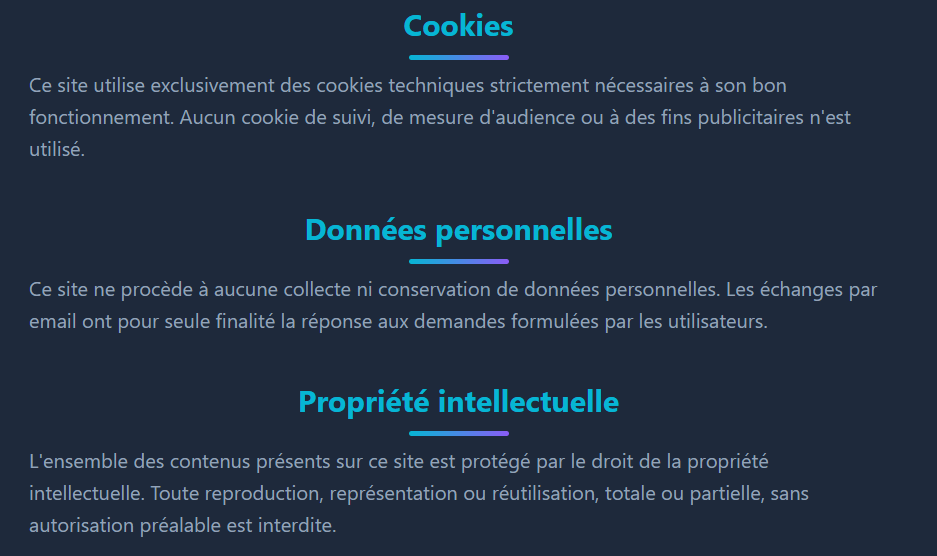 Cookies
Ce site utilise exclusivement des cookies techniques strictement nécessaires à son bon
fonctionnement. Aucun cookie de suivi, de mesure d'audience ou à des fins publicitaires n'est
utilisé.
Données personnelles
Ce site ne procède à aucune collecte ni conservation de données personnelles. Les échanges par
email ont pour seule finalité la réponse aux demandes formulées par les utilisateurs.
Propriété intellectuelle
L'ensemble des contenus présents sur ce site est protégé par le droit de la propriété
intellectuelle. Toute reproduction, représentation ou réutilisation, totale ou partielle, sans
autorisation préalable est interdite.